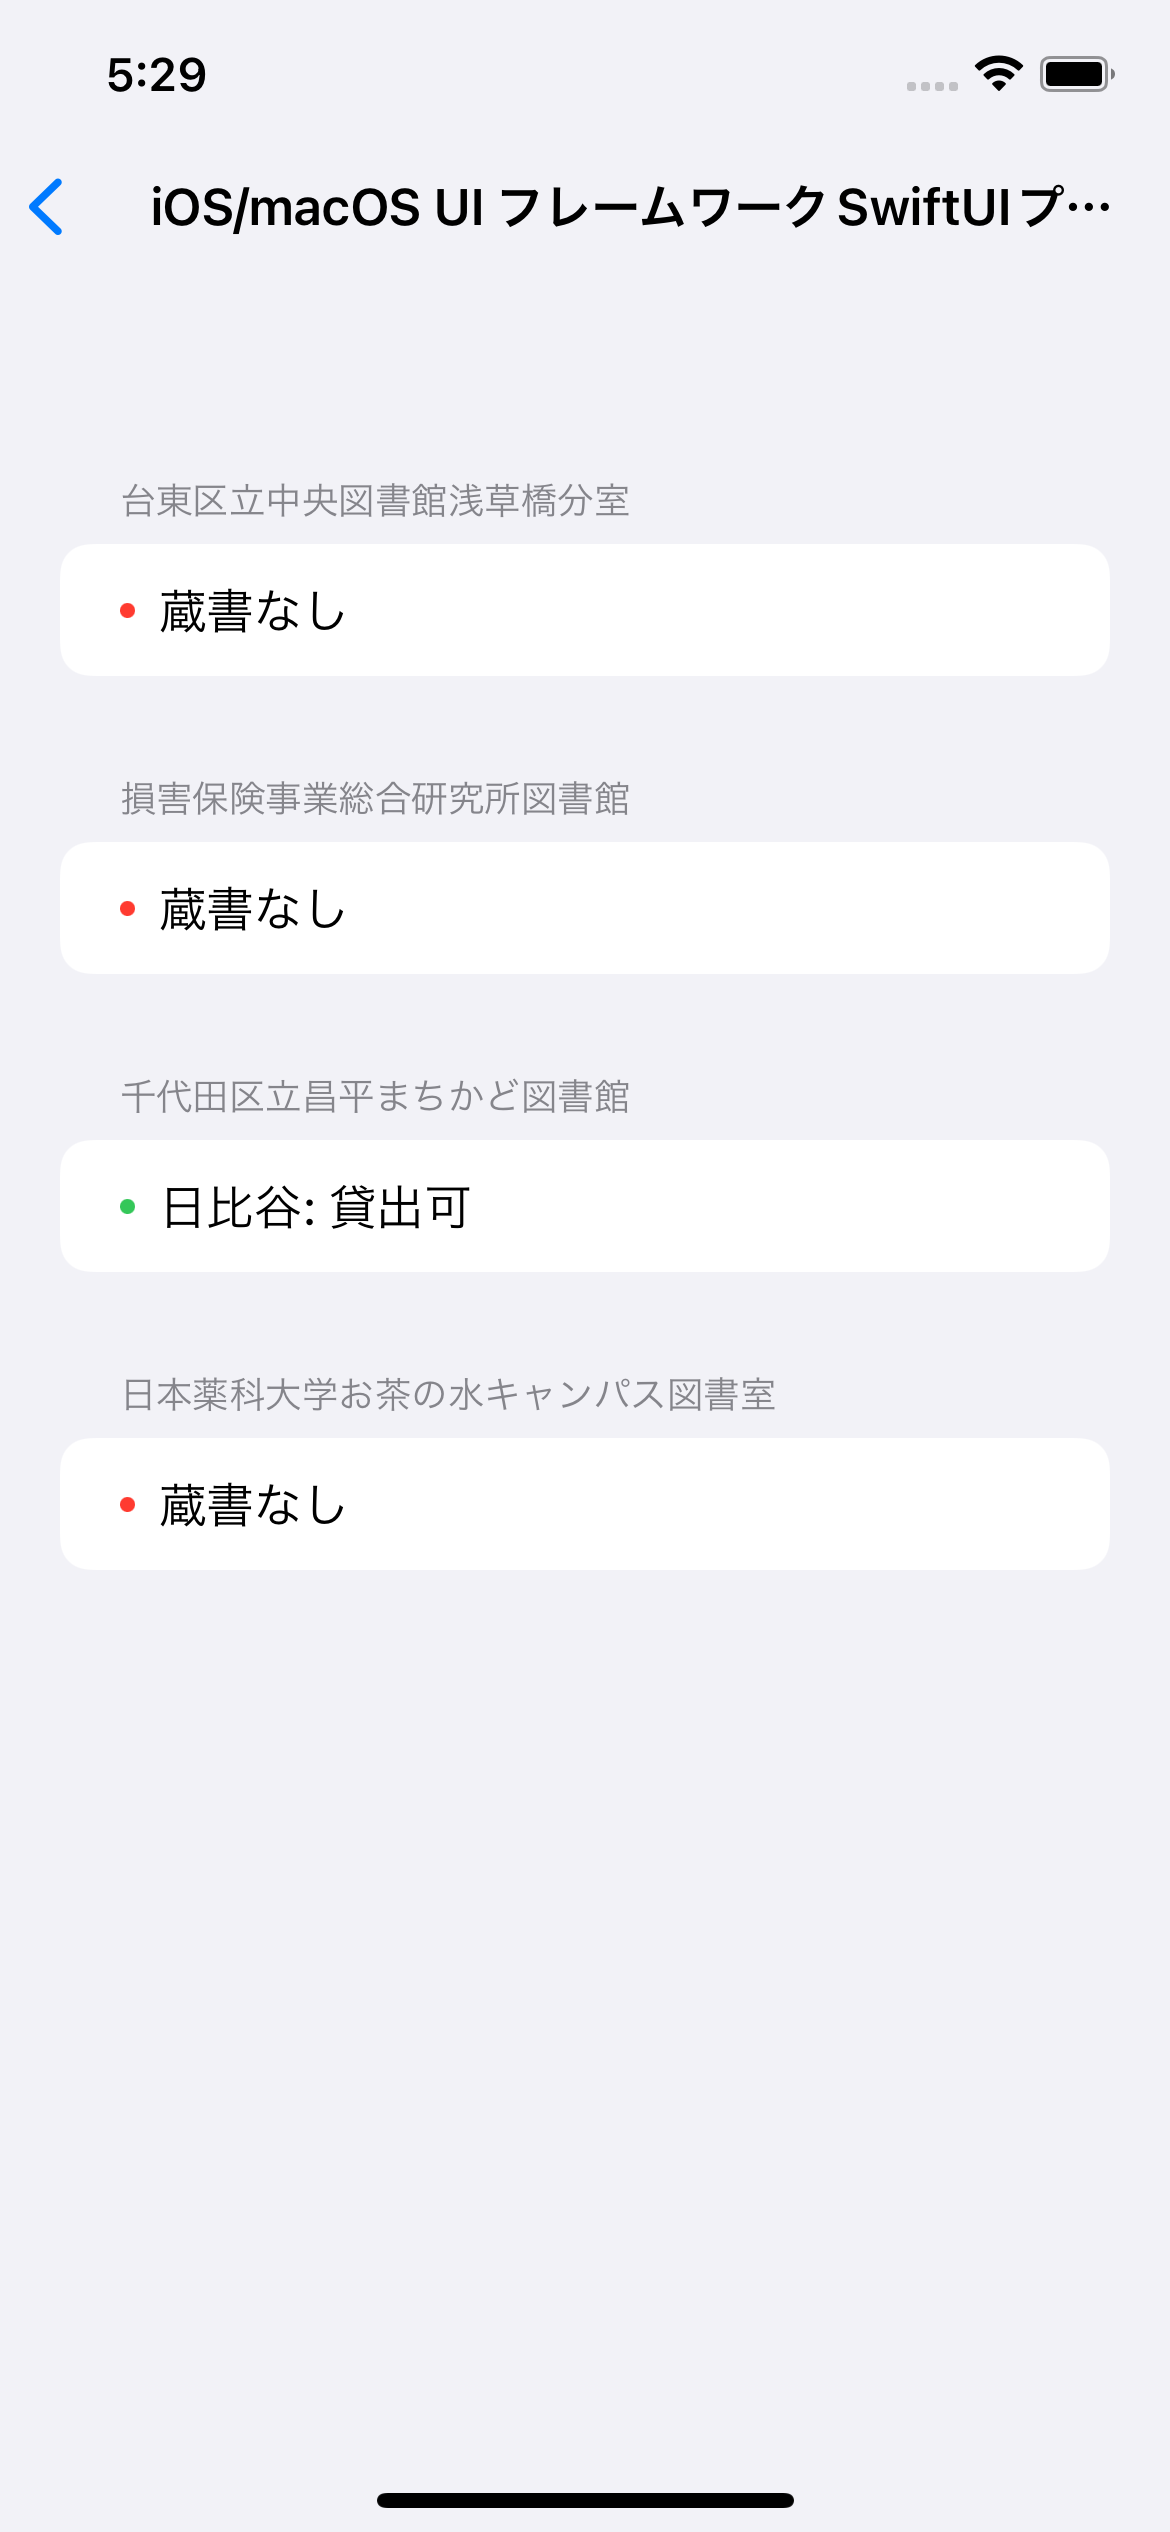 5:29
iOS/macOS UI フレームワーク SwiftUI プ…
台東区立中央図書館浅草橋分室
蔵書なし
損害保険事業総合研究所図書館
蔵書なし
千代田区立昌平まちかど図書館
日比谷: 貸出可
日本薬科大学お茶の水キャンパス図書室
蔵書なし